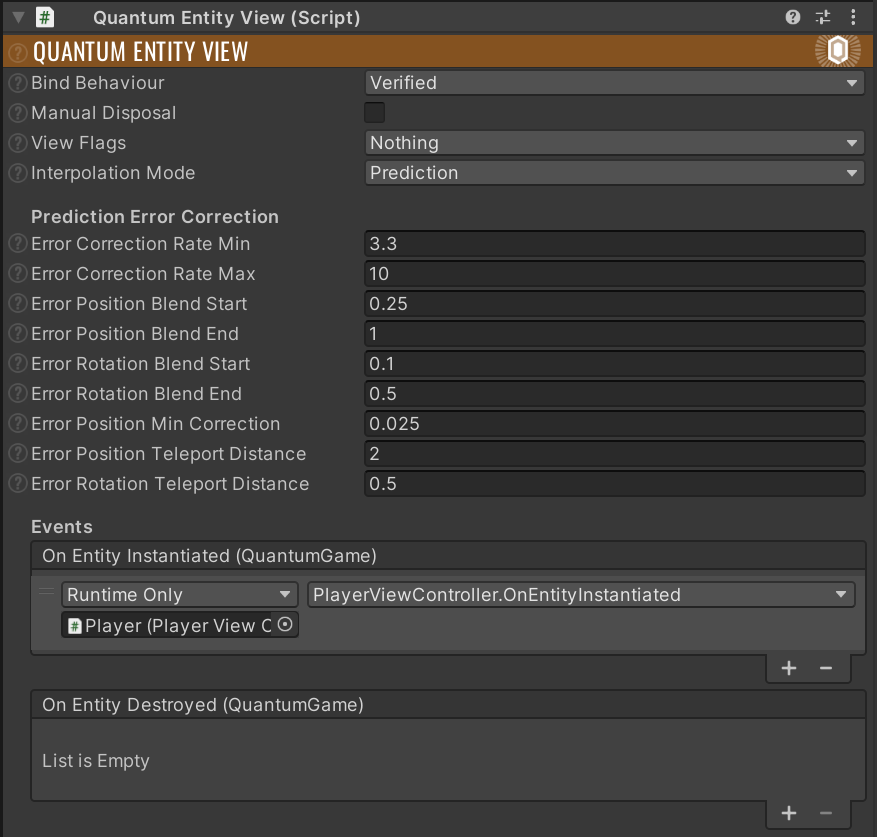 Quantum Entity View (Script)
QUANTUM ENTITY VIEW
Bind Behaviour Verified
Manual Disposal
View Flags Nothing
Interpolation Mode Prediction
Prediction Error Correction
Error Correction Rate Min 3.3
Error Correction Rate Max 10
Error Position Blend Start 0.25
Error Position Blend End 1
Error Rotation Blend Start 0.1
Error Rotation Blend End 0.5
Error Position Min Correction 0.025
Error Position Teleport Distance 2
Error Rotation Teleport Distance 0.5
Events
On Entity Instantiated (QuantumGame)
Runtime Only PlayerViewController.OnEntityInstantiated
Player (Player View C
On Entity Destroyed (QuantumGame)
List is Empty